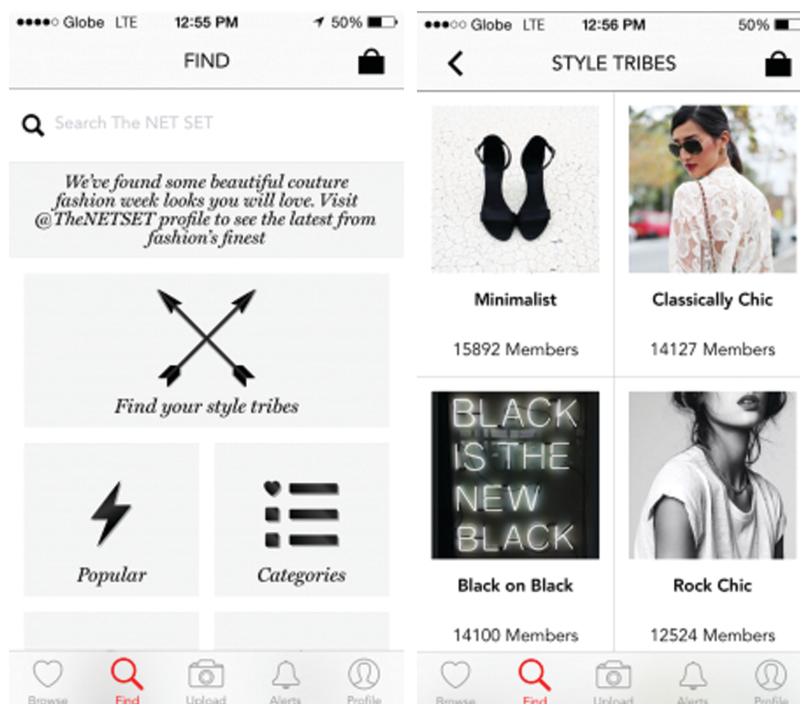 Globe LTE 12:55 PM 50%
FIND
Search The NET SET
We've found some beautiful couture
fashion week looks you will love. Visit
@TheNETSET profile to see the latest from
fashion's finest
Find your style tribes
Popular
Categories
Browse Find Upload Alerts Profile
Globe LTE 12:56 PM 50%
STYLE TRIBES
Minimalist
15892 Members
Classically Chic
14127 Members
BLACK
IS THE
NEW
BLACK
Black on Black
14100 Members
Rock Chic
12524 Members
Browse Find Upload Alerts Profile